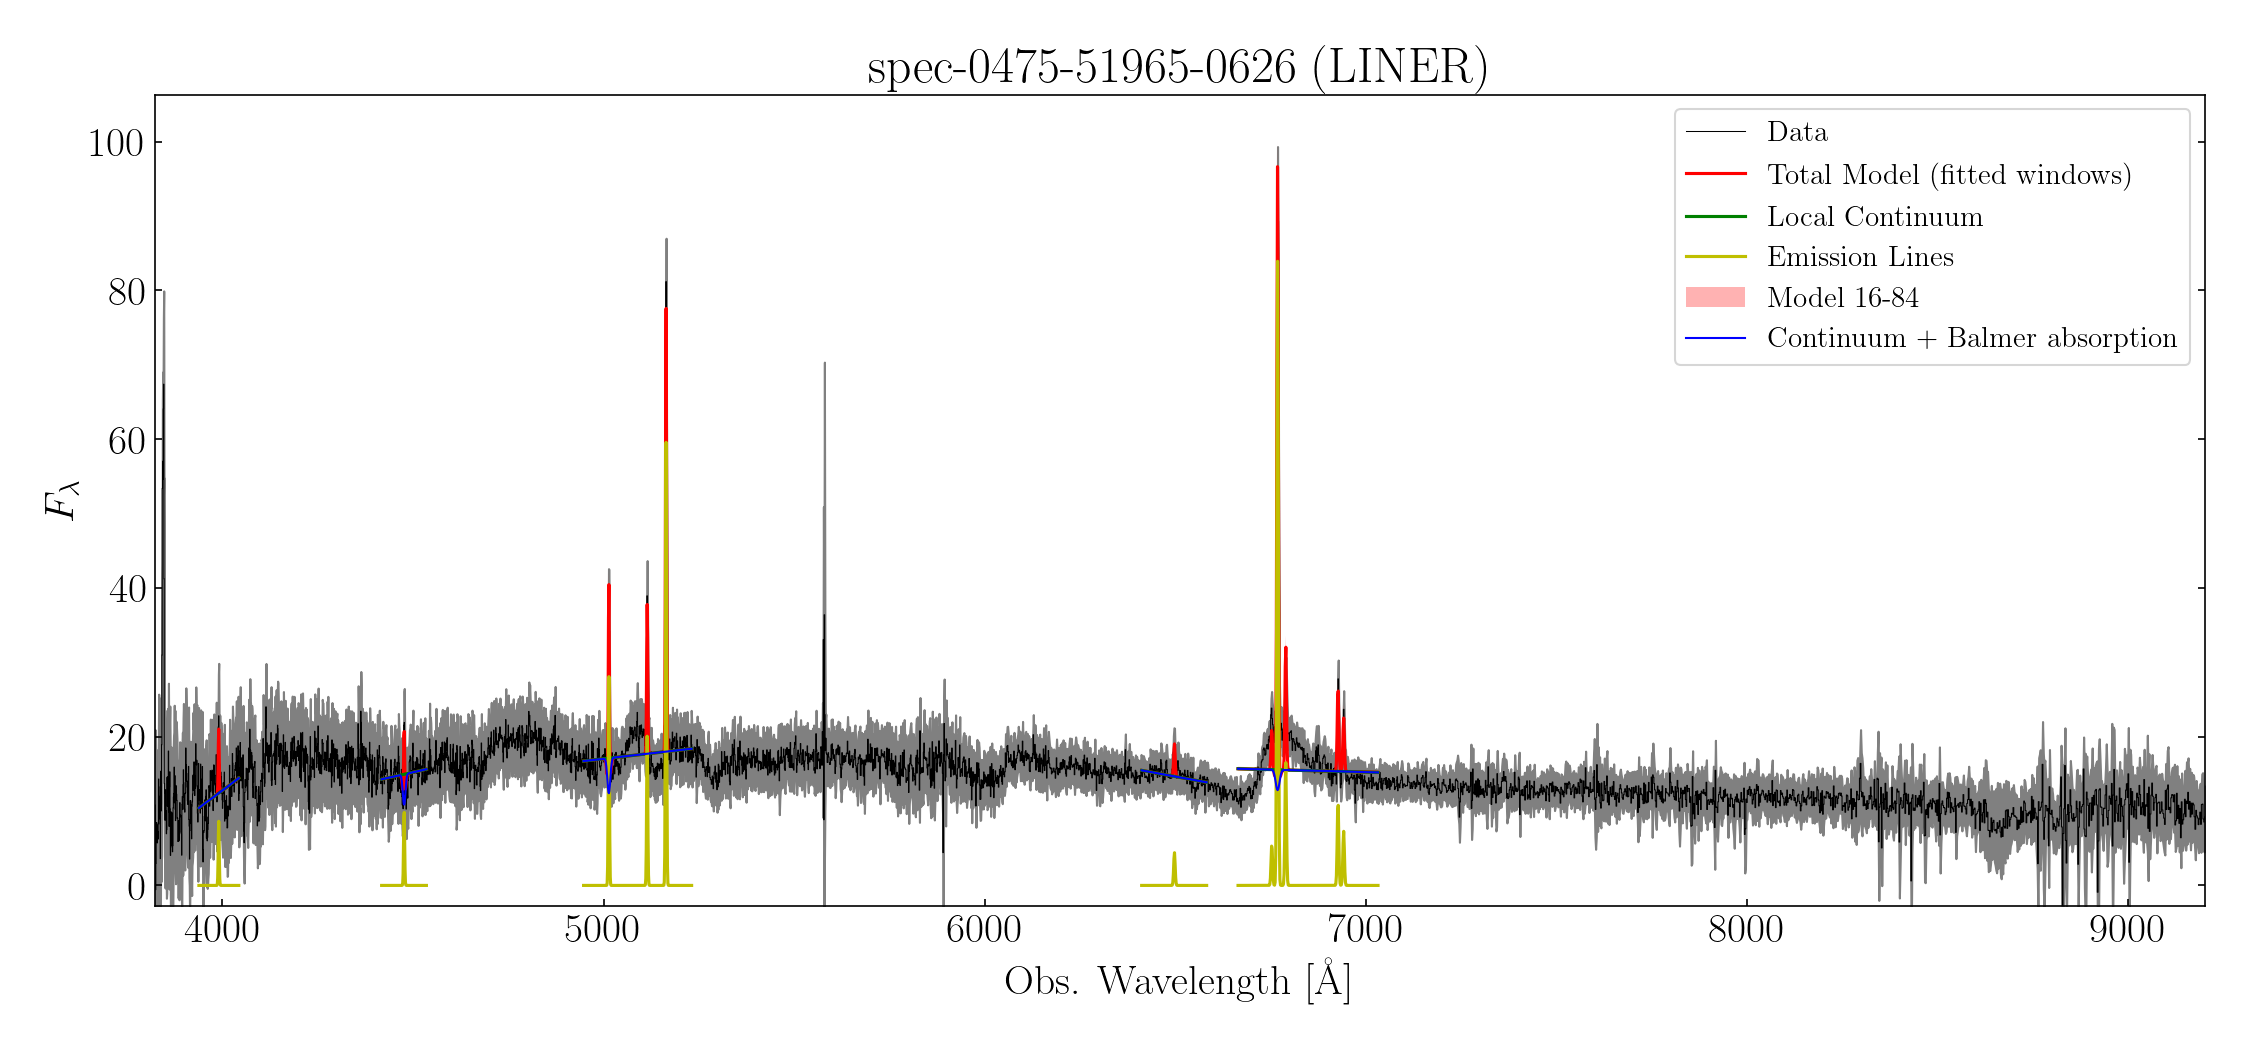 spec-0475-51965-0626 (LINER)
100
80
60
40
20
0
F_λ
Data
Total Model (fitted windows)
Local Continuum
Emission Lines
Model 16-84
Continuum + Balmer absorption
4000 5000 6000 7000 8000 9000
Obs. Wavelength [Å]